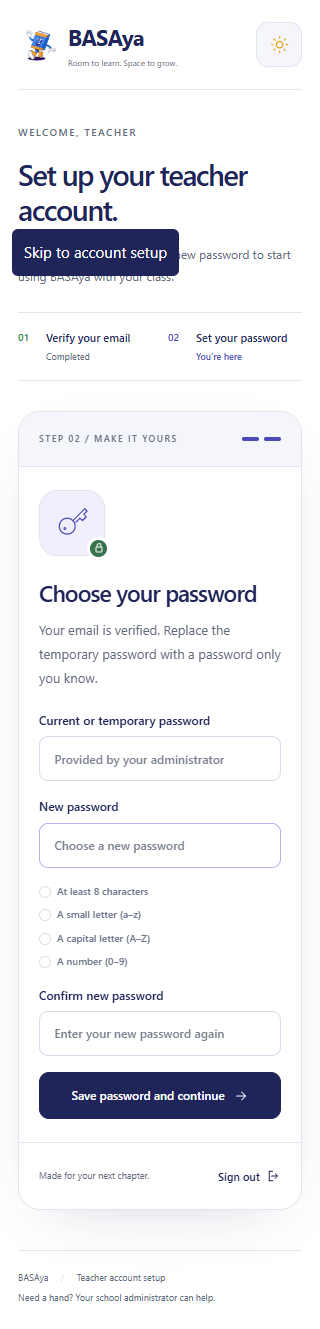 BASAya
Room to learn. Space to grow.
WELCOME, TEACHER
Set up your teacher
account.
Skip to account setup
new password to start
using BASAya with your class.
01 Verify your email
Completed
02 Set your password
You're here
STEP 02 / MAKE IT YOURS
Choose your password
Your email is verified. Replace the
temporary password with a password only
you know.
Current or temporary password
Provided by your administrator
New password
Choose a new password
At least 8 characters
A small letter (a–z)
A capital letter (A–Z)
A number (0–9)
Confirm new password
Enter your new password again
Save password and continue →
Made for your next chapter.
Sign out
BASAya / Teacher account setup
Need a hand? Your school administrator can help.